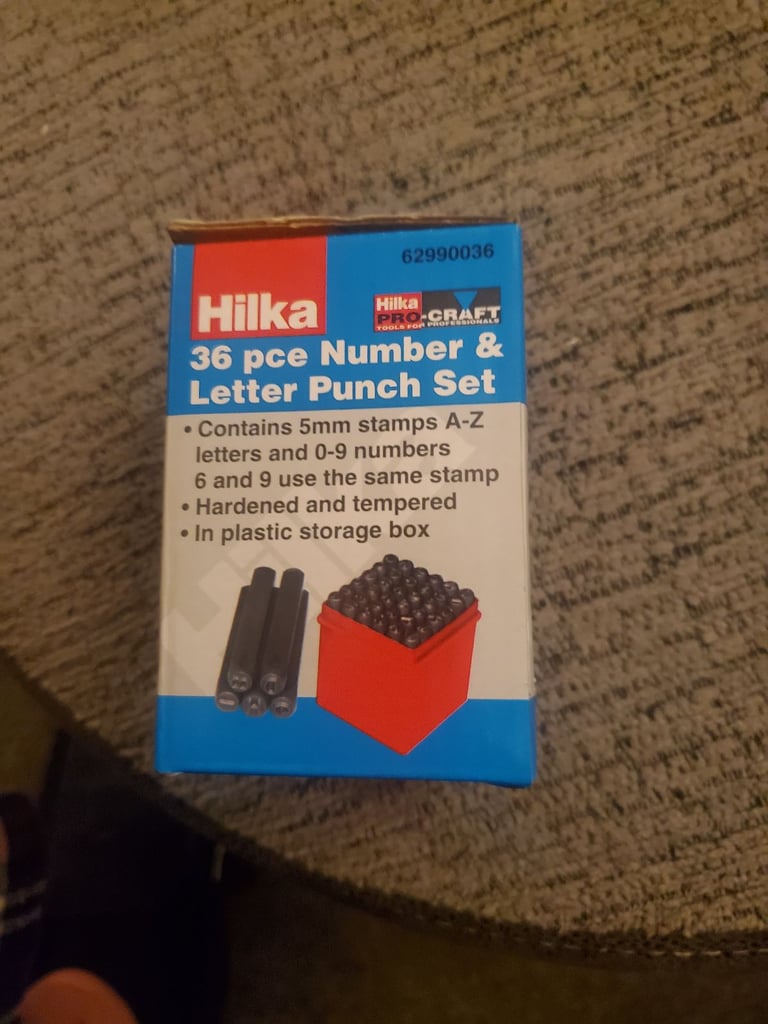 62990036
Hilka
Hilka
PRO-CRAFT
TOOLS FOR PROFESSIONALS
36 pce Number &
Letter Punch Set
• Contains 5mm stamps A-Z
letters and 0-9 numbers
6 and 9 use the same stamp
• Hardened and tempered
• In plastic storage box